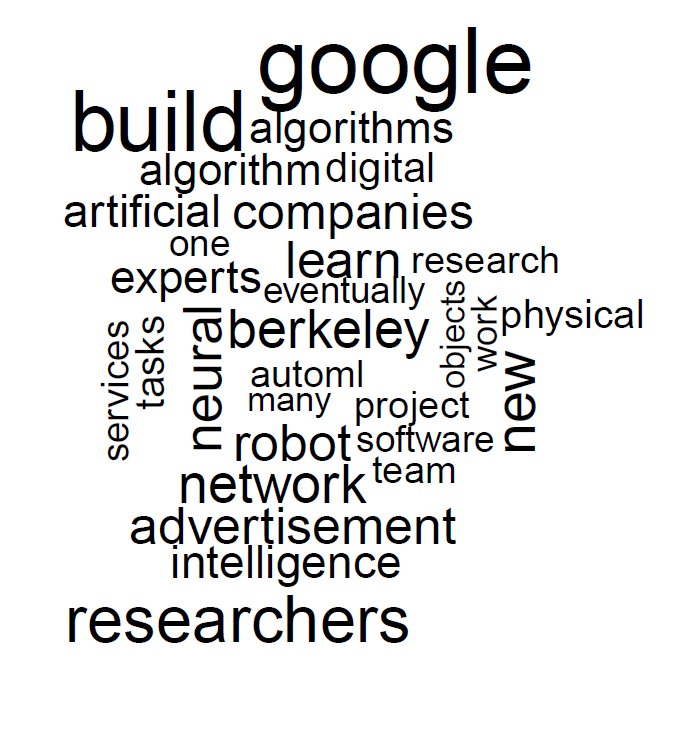 google
build algorithms
algorithm digital
artificial companies
one
learn research
experts eventually
objects
work
physical
services
tasks
neural
berkeley
new
automl
many project
robot software
network team
advertisement
intelligence
researchers